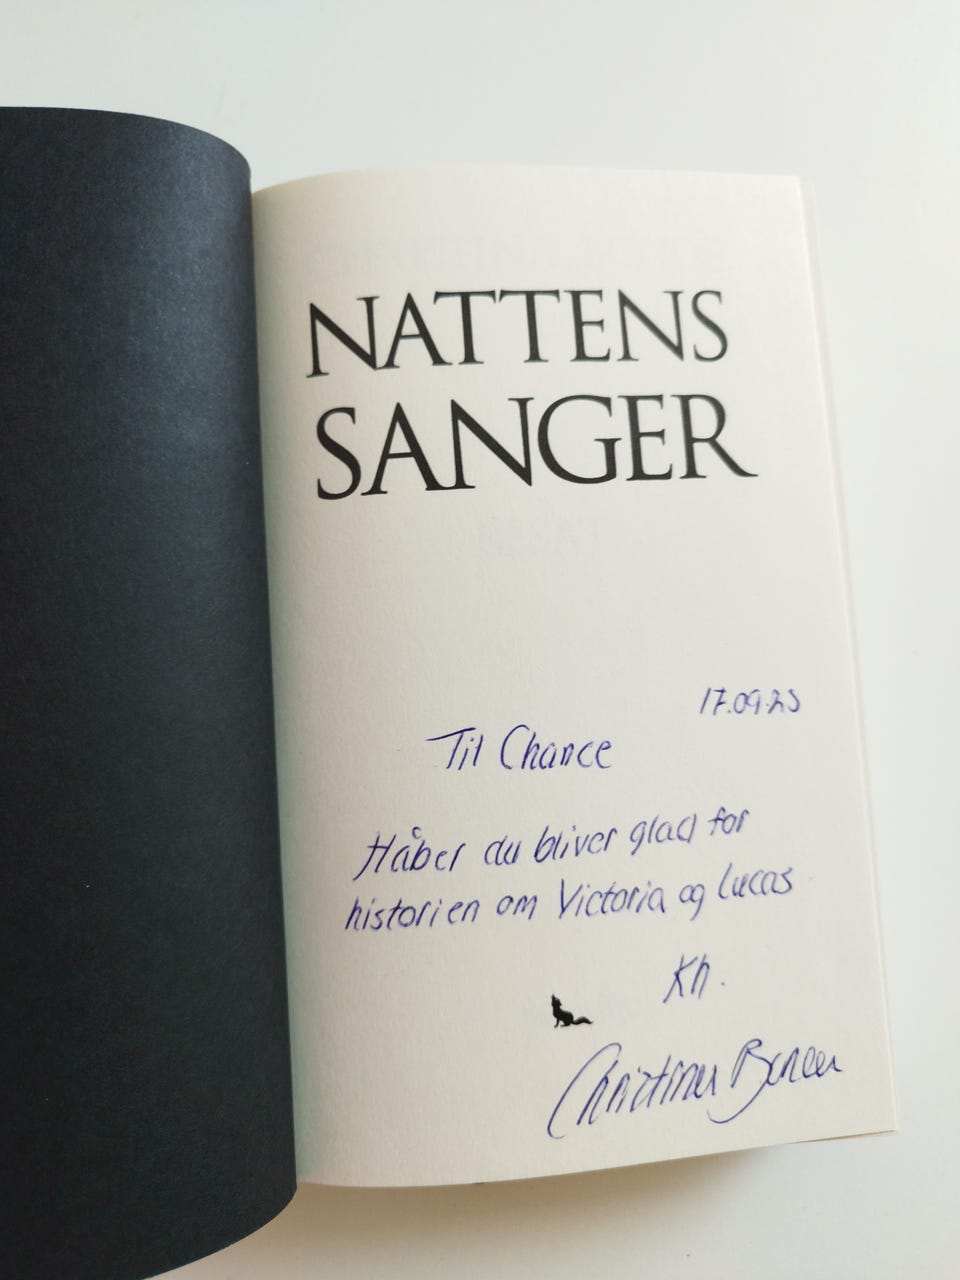 NATTENS
SANGER
17.09.23
Til Chance
Håber du bliver glad for
historien om Victoria og Lucas
Kh.